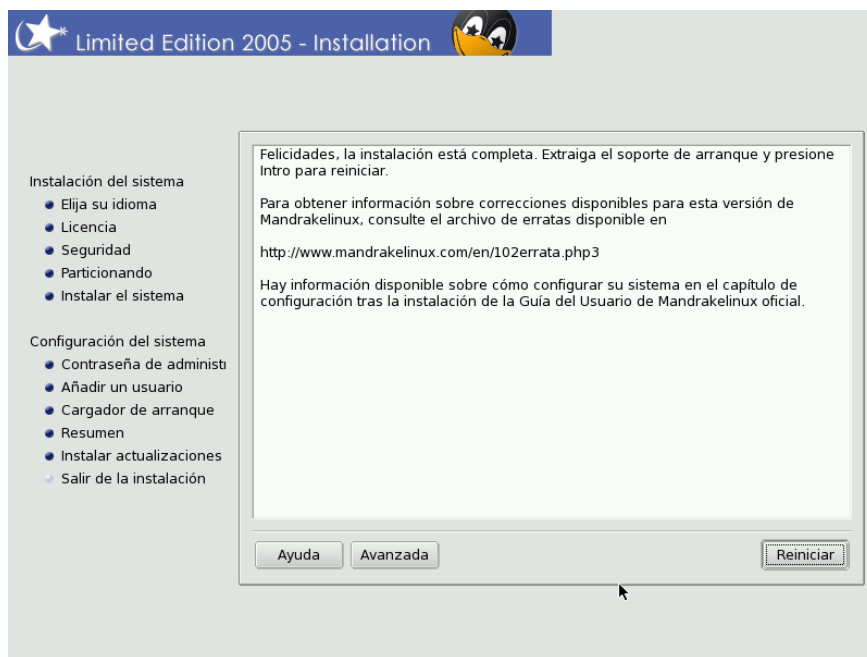 Limited Edition 2005 - Installation
Instalación del sistema
Elija su idioma
Licencia
Seguridad
Particionando
Instalar el sistema
Configuración del sistema
Contraseña de administr
Añadir un usuario
Cargador de arranque
Resumen
Instalar actualizaciones
Salir de la instalación
Felicidades, la instalación está completa. Extraiga el soporte de arranque y presione
Intro para reiniciar.
Para obtener información sobre correcciones disponibles para esta versión de
Mandrakelinux, consulte el archivo de erratas disponible en
http://www.mandrakelinux.com/en/102errata.php3
Hay información disponible sobre cómo configurar su sistema en el capítulo de
configuración tras la instalación de la Guía del Usuario de Mandrakelinux oficial.
Ayuda
Avanzada
Reiniciar